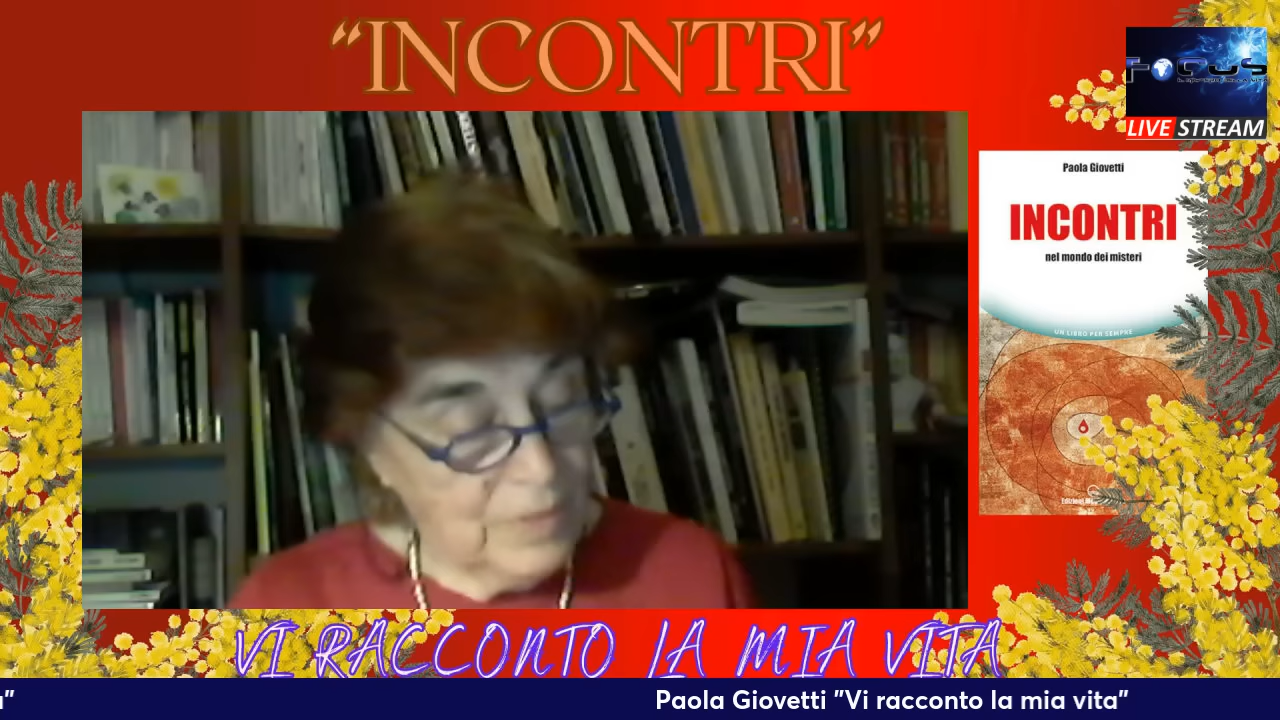 “INCONTRI”
FOCUS
LIVE STREAM
Paola Giovetti
INCONTRI
nel mondo dei misteri
UN LIBRO PER SEMPRE
VI RACCONTO LA MIA VITA
a"
Paola Giovetti "Vi racconto la mia vita"